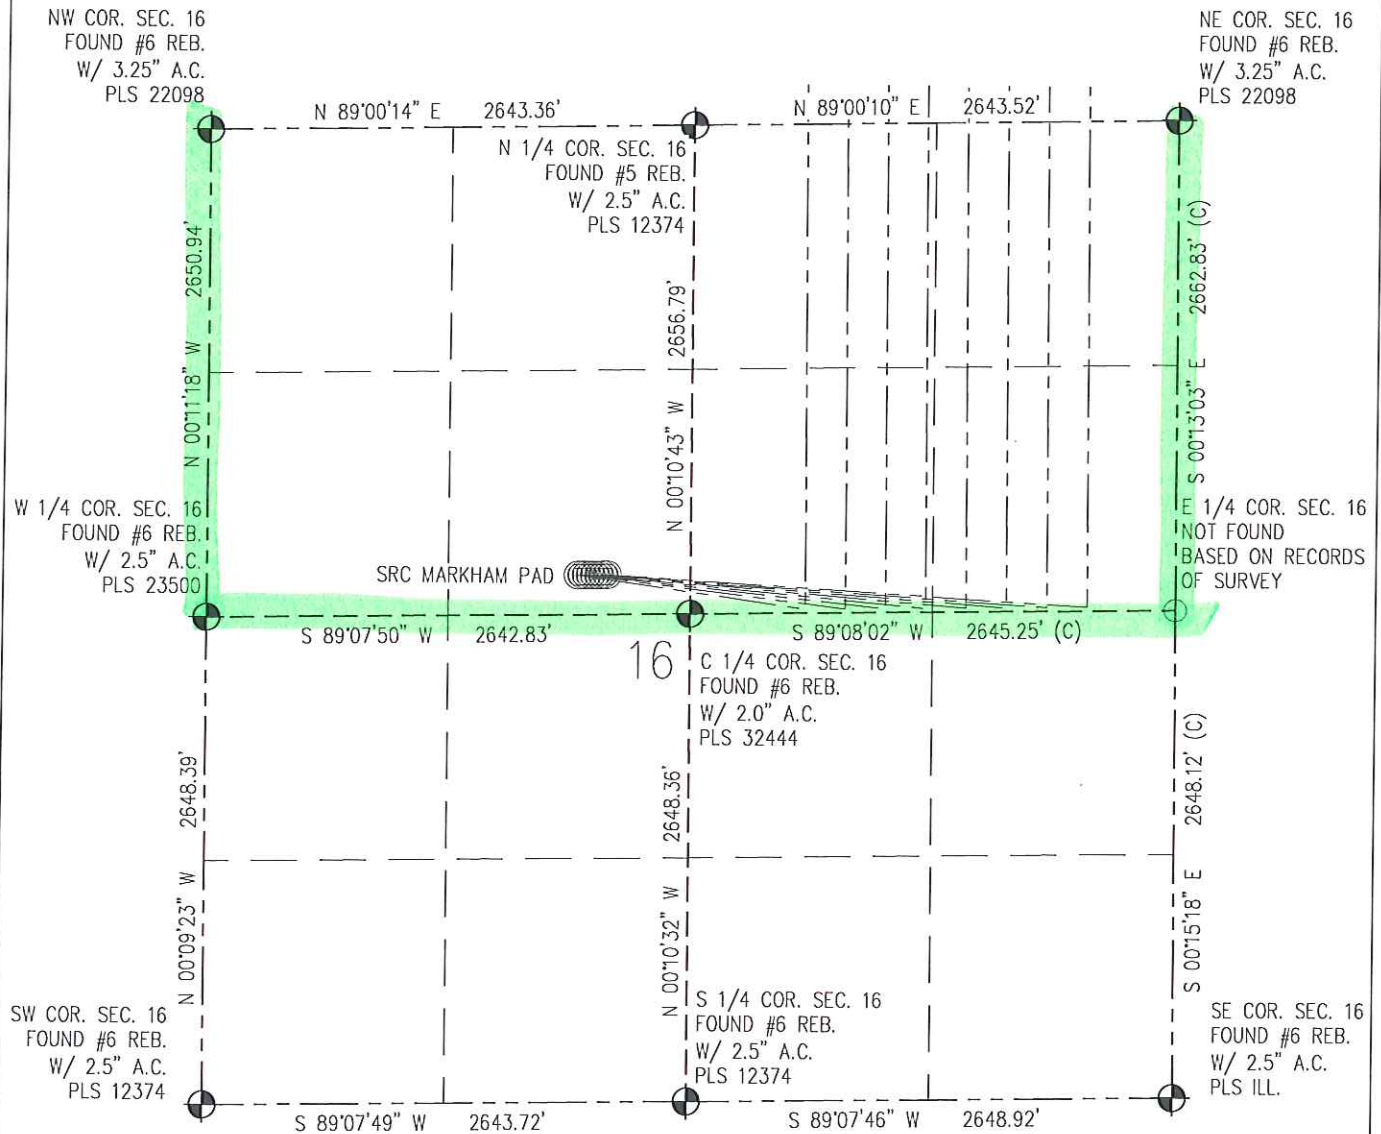 NW COR. SEC. 16
FOUND #6 REB.
W/ 3.25" A.C.
PLS 22098
NE COR. SEC. 16
FOUND #6 REB.
W/ 3.25" A.C.
PLS 22098
N 89°00'14" E 2643.36'
N 89°00'10" E 2643.52'
N 1/4 COR. SEC. 16
FOUND #5 REB.
W/ 2.5" A.C.
PLS 12374
N 00°11'18" W 2650.94'
N 00°10'43" W 2656.79'
S 00°13'03" E 2662.83' (C)
W 1/4 COR. SEC. 16
FOUND #6 REB.
W/ 2.5" A.C.
PLS 23500
SRC MARKHAM PAD
E 1/4 COR. SEC. 16
NOT FOUND
BASED ON RECORDS
OF SURVEY
S 89°07'50" W 2642.83'
S 89°08'02" W 2645.25' (C)
16
C 1/4 COR. SEC. 16
FOUND #6 REB.
W/ 2.0" A.C.
PLS 32444
N 00°09'23" W 2648.39'
N 00°10'32" W 2648.36'
S 00°15'18" E 2648.12' (C)
SW COR. SEC. 16
FOUND #6 REB.
W/ 2.5" A.C.
PLS 12374
S 1/4 COR. SEC. 16
FOUND #6 REB.
W/ 2.5" A.C.
PLS 12374
SE COR. SEC. 16
FOUND #6 REB.
W/ 2.5" A.C.
PLS ILL.
S 89°07'49" W 2643.72'
S 89°07'46" W 2648.92'